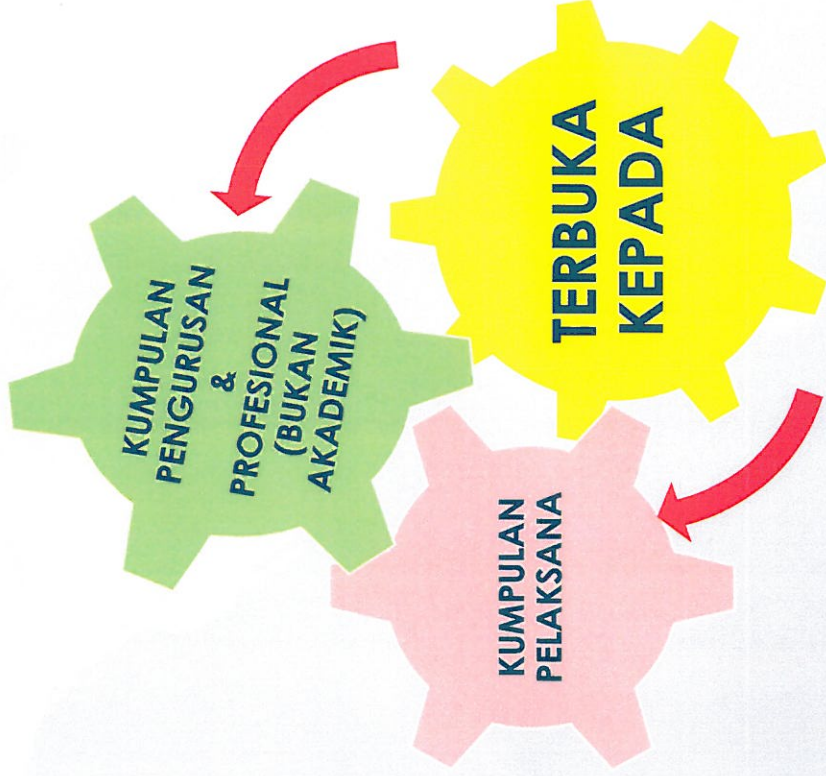 KUMPULAN
PENGURUSAN
&
PROFESIONAL
(BUKAN
AKADEMIK)
TERBUKA
KEPADA
KUMPULAN
PELAKSANA